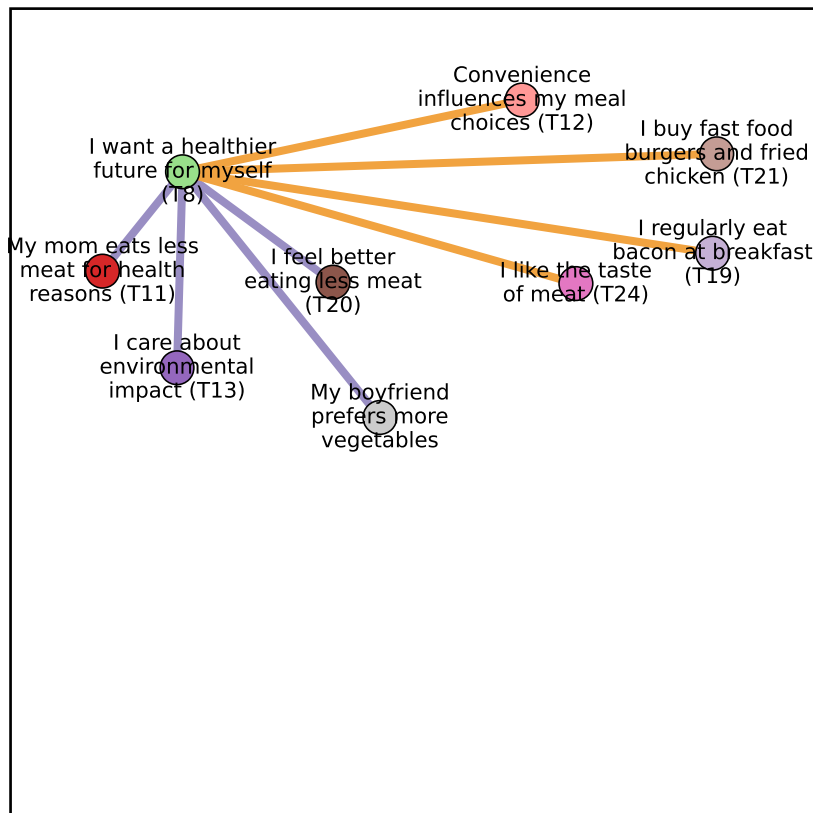 Convenience
influences my meal
choices (T12)
I buy fast food
burgers and fried
chicken (T21)
I want a healthier
future for myself
(T8)
I regularly eat
bacon at breakfast
(T19)
My mom eats less
meat for health
reasons (T11)
I feel better
eating less meat
(T20)
I like the taste
of meat (T24)
I care about
environmental
impact (T13)
My boyfriend
prefers more
vegetables